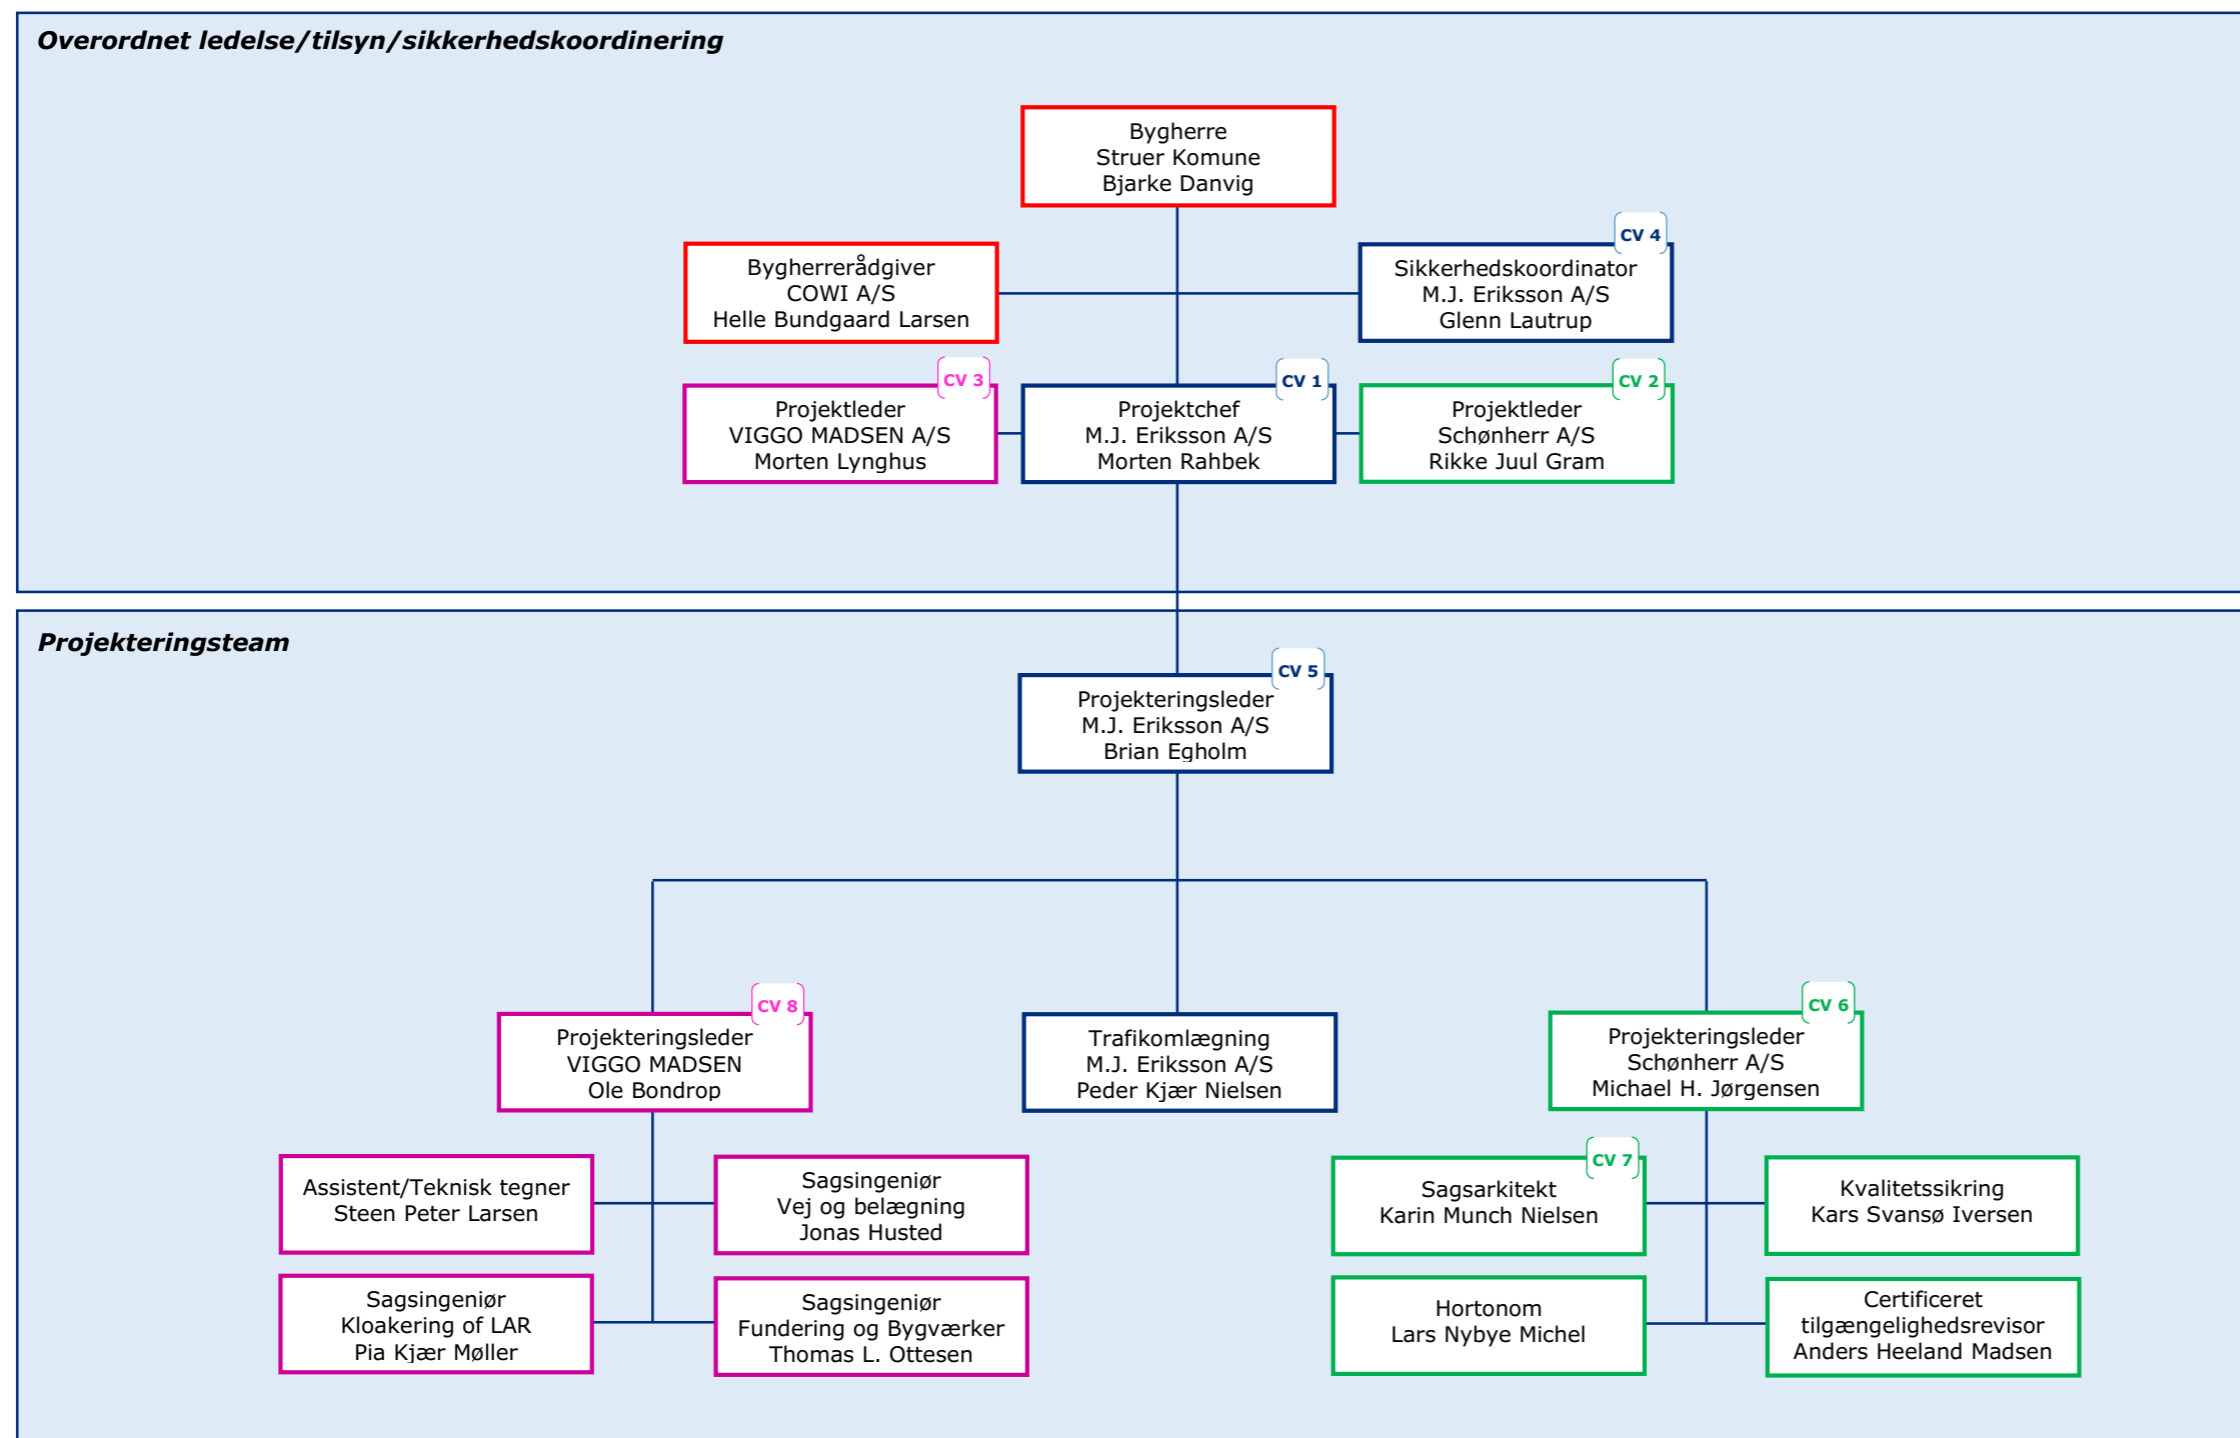 Overordnet ledelse/tilsyn/sikkerhedskoordinering
Bygherre
Struer Komune
Bjarke Danvig
Bygherrerådgiver
COWI A/S
Helle Bundgaard Larsen
CV 4
Sikkerhedskoordinator
M.J. Eriksson A/S
Glenn Lautrup
CV 3
Projektleder
VIGGO MADSEN A/S
Morten Lynghus
CV 1
Projektchef
M.J. Eriksson A/S
Morten Rahbek
CV 2
Projektleder
Schønherr A/S
Rikke Juul Gram
Projekteringsteam
CV 5
Projekteringsleder
M.J. Eriksson A/S
Brian Egholm
CV 8
Projekteringsleder
VIGGO MADSEN
Ole Bondrop
Trafikomlægning
M.J. Eriksson A/S
Peder Kjær Nielsen
CV 6
Projekteringsleder
Schønherr A/S
Michael H. Jørgensen
Assistent/Teknisk tegner
Steen Peter Larsen
Sagsingeniør
Vej og belægning
Jonas Husted
CV 7
Sagsarkitekt
Karin Munch Nielsen
Kvalitetssikring
Kars Svansø Iversen
Sagsingeniør
Kloakering of LAR
Pia Kjær Møller
Sagsingeniør
Fundering og Bygværker
Thomas L. Ottesen
Hortonom
Lars Nybye Michel
Certificeret
tilgængelighedsrevisor
Anders Heeland Madsen